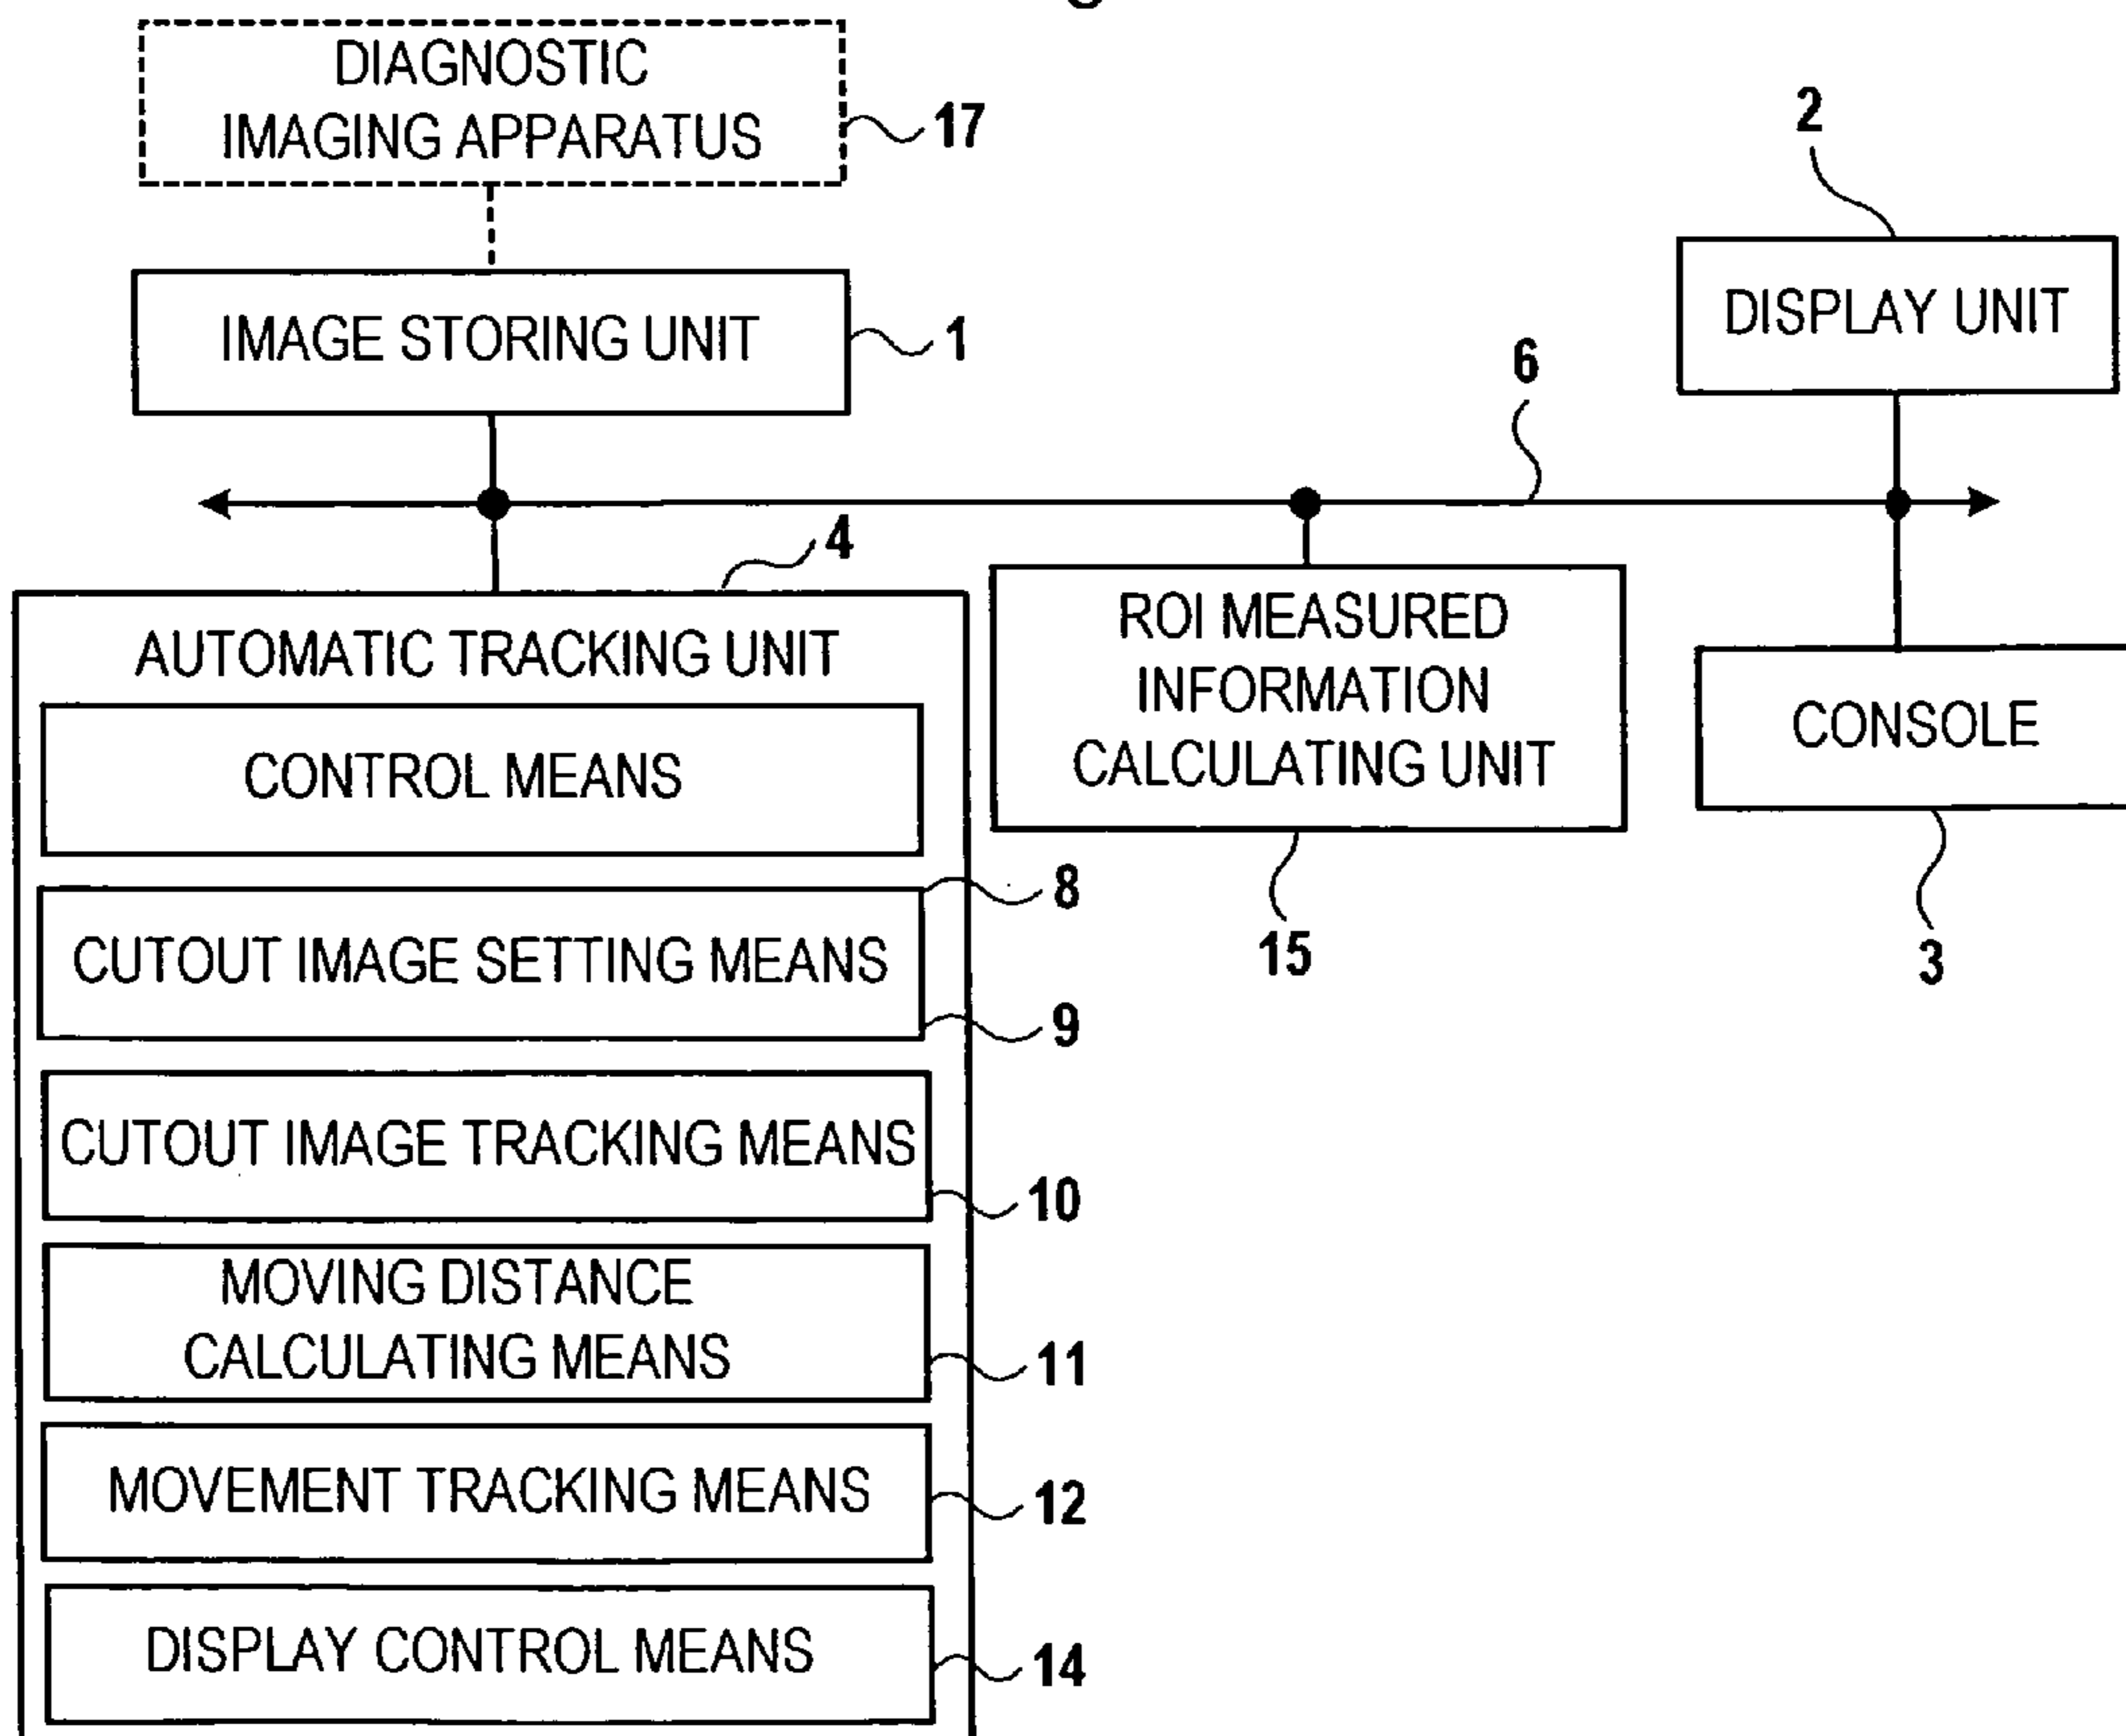 DIAGNOSTIC
IMAGING APPARATUS
17
IMAGE STORING UNIT
1
2
DISPLAY UNIT
6
4
AUTOMATIC TRACKING UNIT
CONTROL MEANS
8
CUTOUT IMAGE SETTING MEANS
9
CUTOUT IMAGE TRACKING MEANS
10
MOVING DISTANCE
CALCULATING MEANS
11
MOVEMENT TRACKING MEANS
12
DISPLAY CONTROL MEANS
14
ROI MEASURED
INFORMATION
CALCULATING UNIT
15
CONSOLE
3